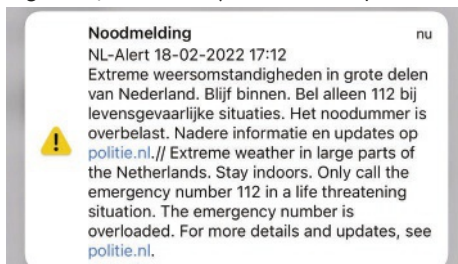 Noodmelding nu
NL-Alert 18-02-2022 17:12
Extreme weersomstandigheden in grote delen
van Nederland. Blijf binnen. Bel alleen 112 bij
levensgevaarlijke situaties. Het noodummer is
overbelast. Nadere informatie en updates op
politie.nl.// Extreme weather in large parts of
the Netherlands. Stay indoors. Only call the
emergency number 112 in a life threatening
situation. The emergency number is
overloaded. For more details and updates, see
politie.nl.